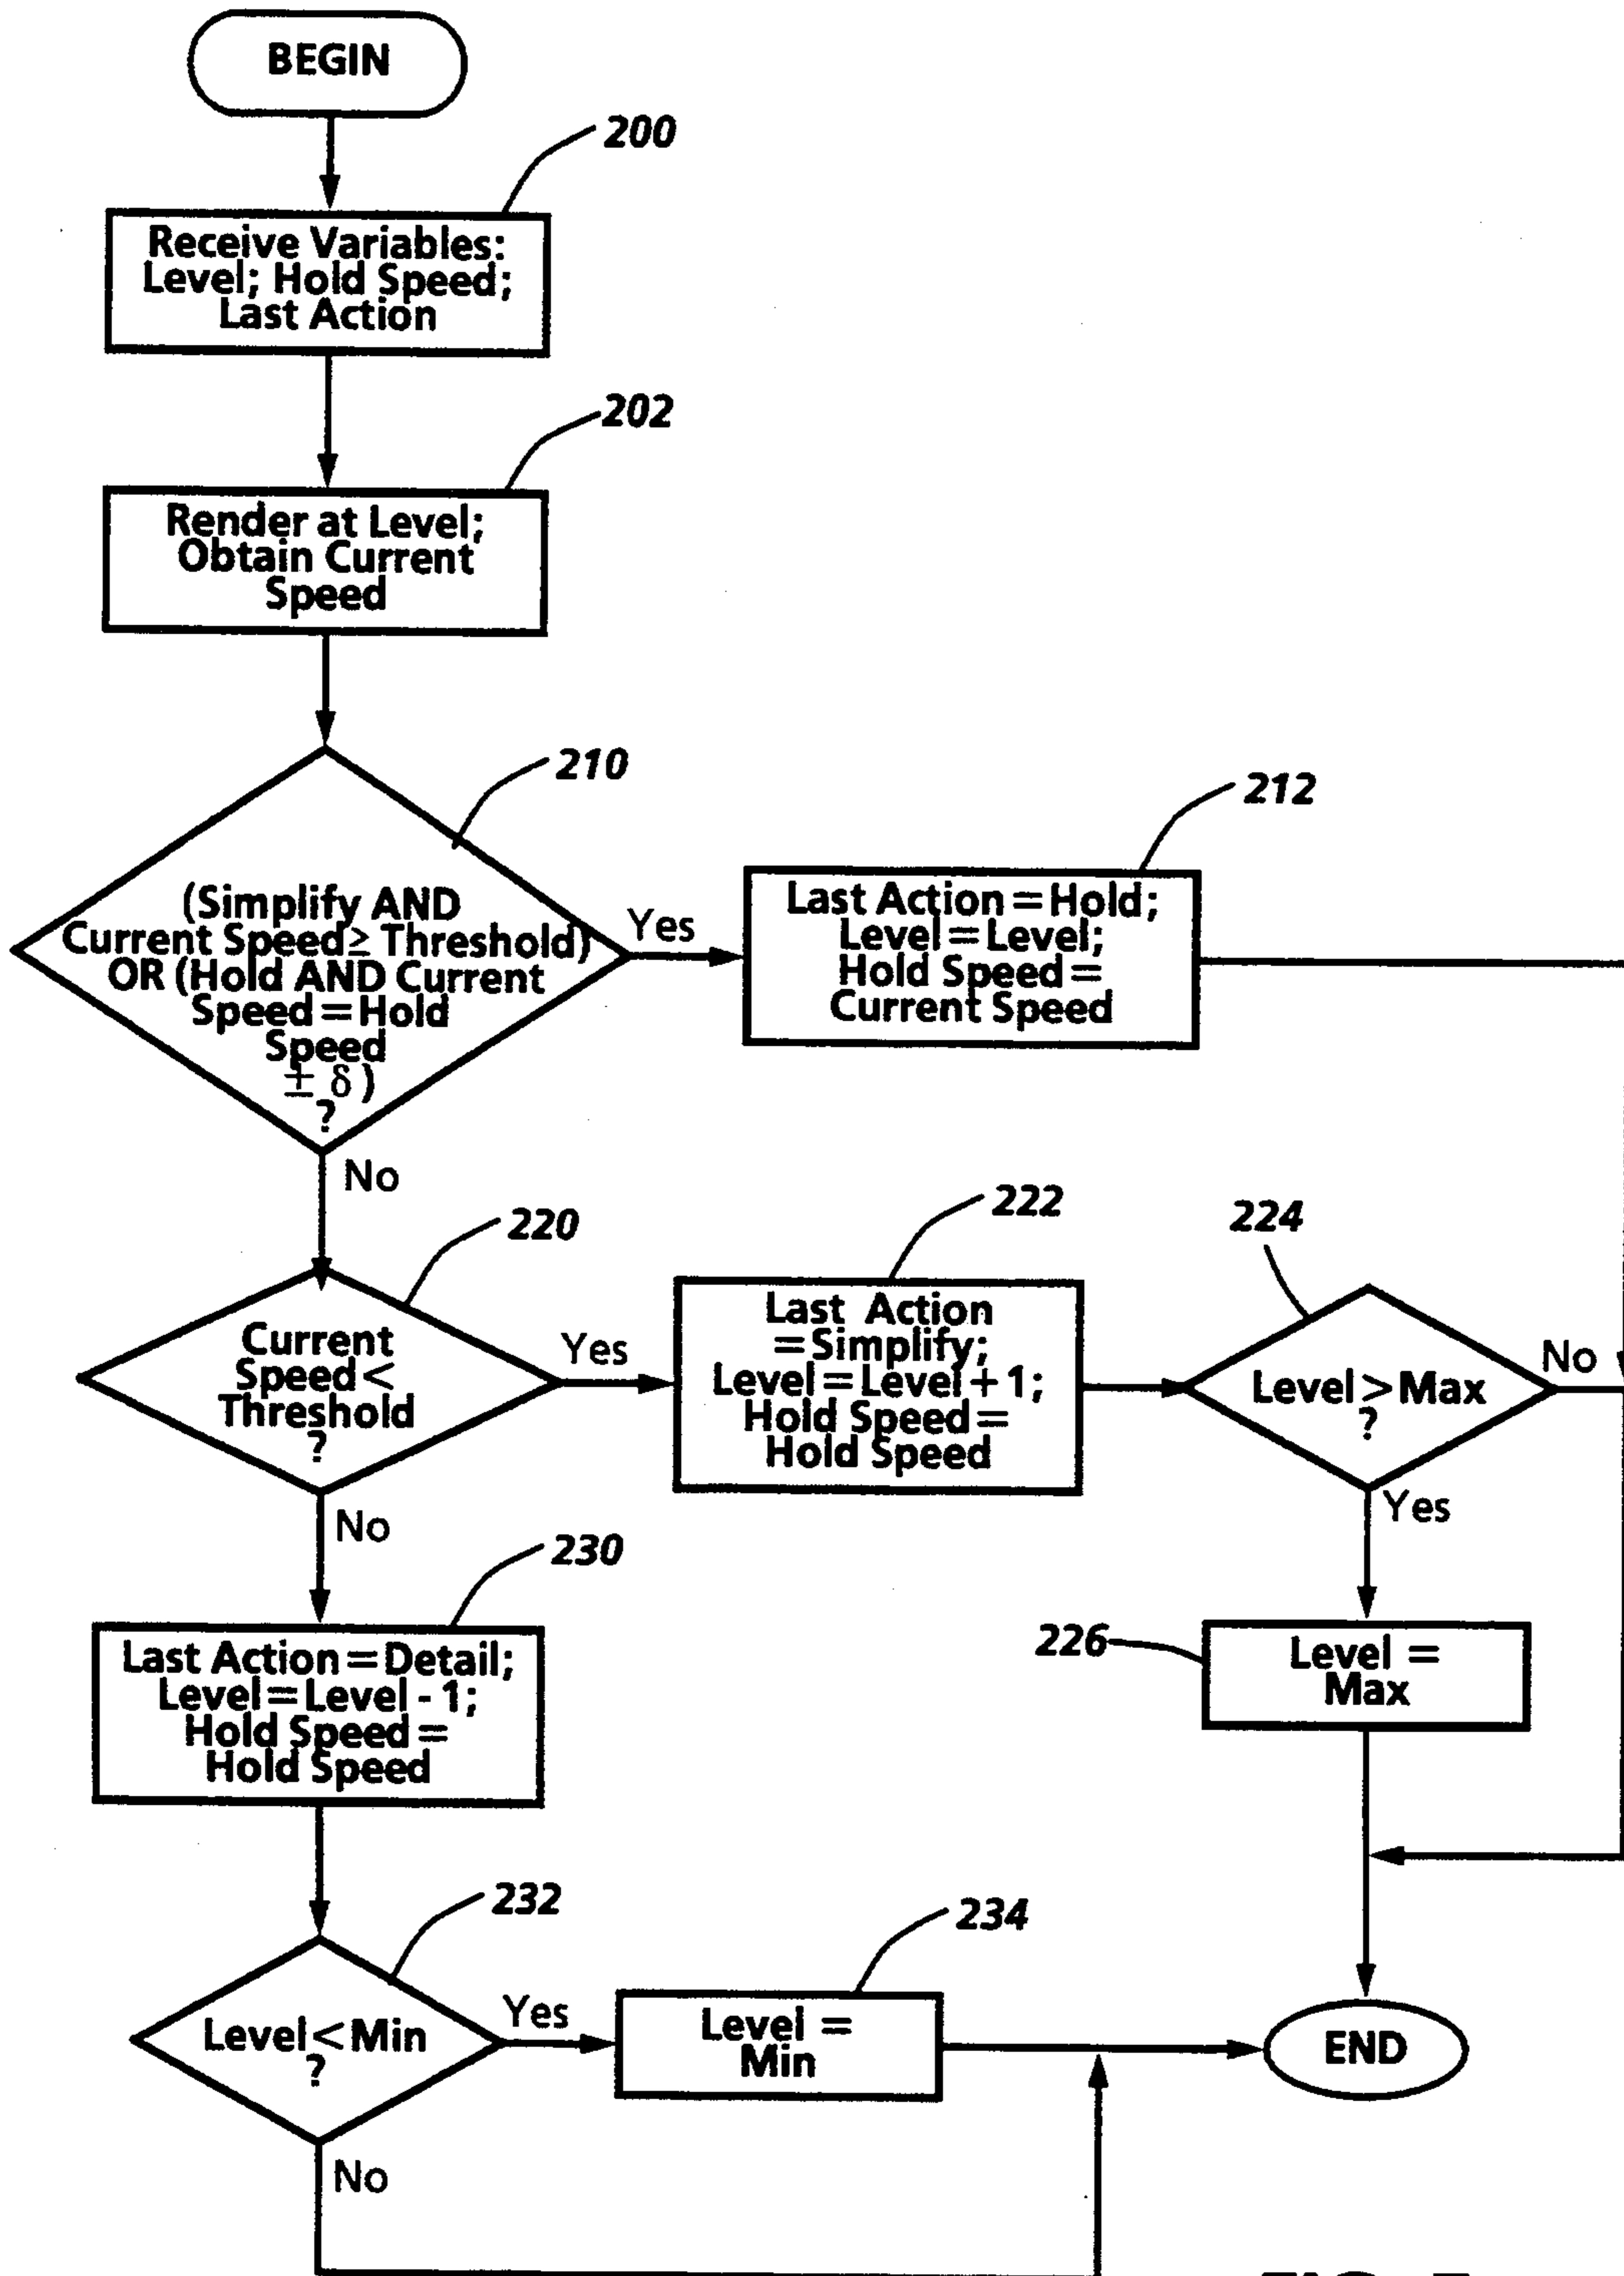 BEGIN
200
Receive Variables:
Level; Hold Speed;
Last Action
202
Render at Level;
Obtain Current
Speed
210
(Simplify AND
Current Speed ≥ Threshold)
OR (Hold AND Current
Speed = Hold
Speed
± δ)
?
Yes
212
Last Action = Hold;
Level = Level;
Hold Speed =
Current Speed
No
220
Current
Speed <
Threshold
?
Yes
222
Last Action
= Simplify;
Level = Level + 1;
Hold Speed =
Hold Speed
224
Level > Max
?
No
Yes
226
Level =
Max
No
230
Last Action = Detail;
Level = Level - 1;
Hold Speed =
Hold Speed
232
Level < Min
?
Yes
234
Level =
Min
END
No